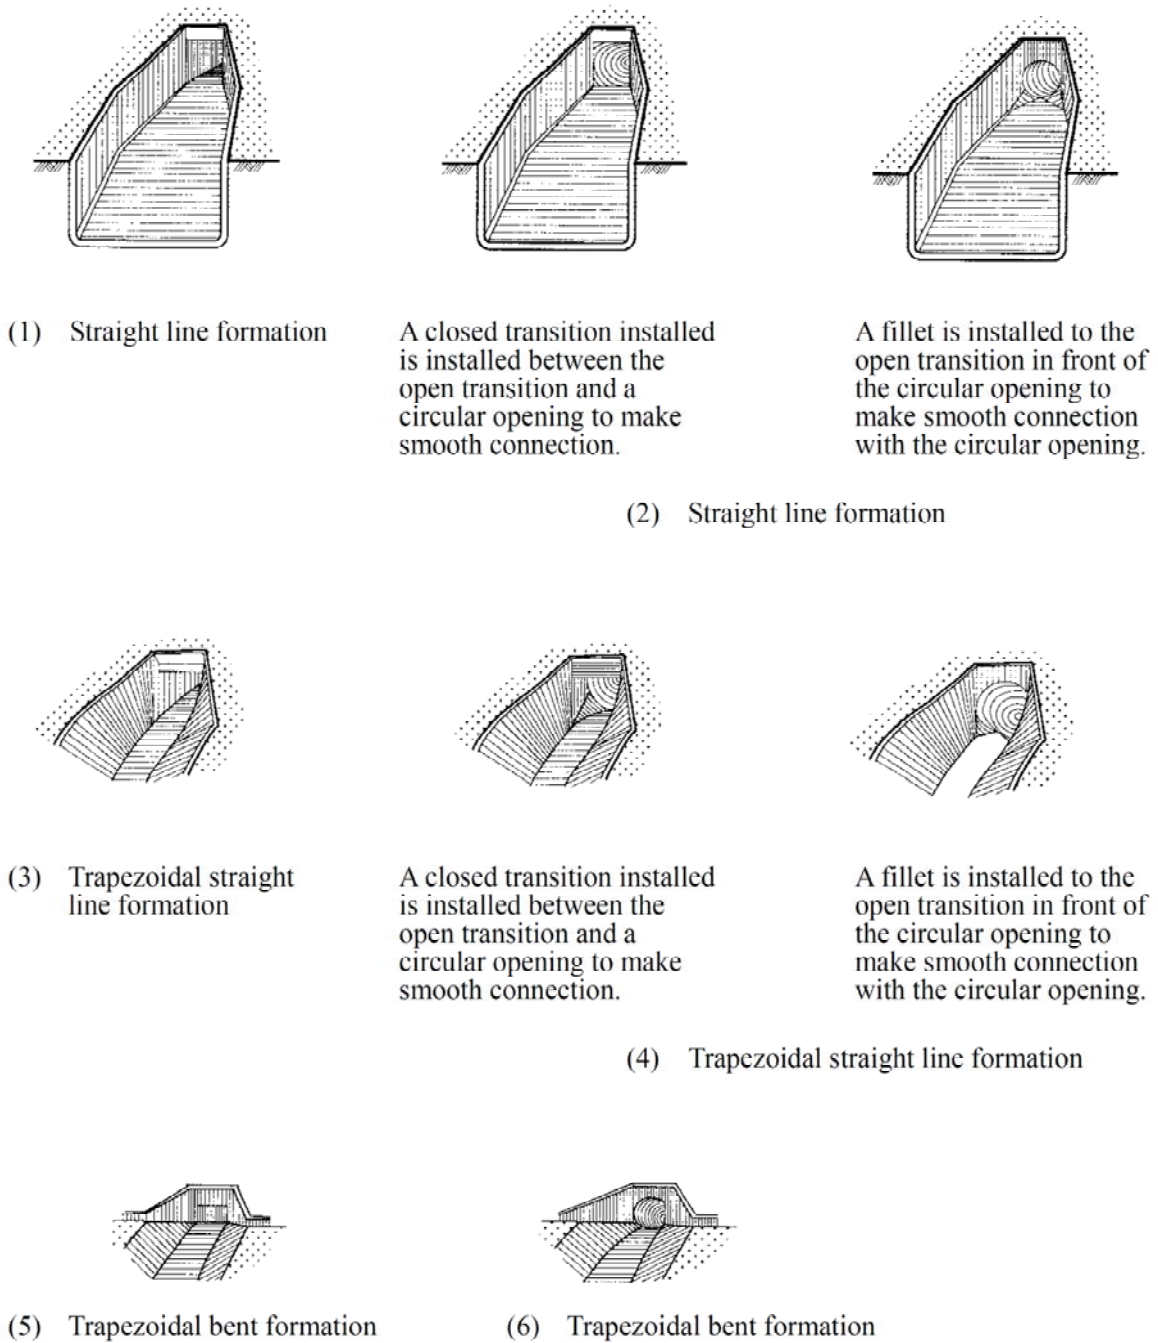 (1) Straight line formation
A closed transition installed
is installed between the
open transition and a
circular opening to make
smooth connection.
A fillet is installed to the
open transition in front of
the circular opening to
make smooth connection
with the circular opening.
(2) Straight line formation
(3) Trapezoidal straight
line formation
A closed transition installed
is installed between the
open transition and a
circular opening to make
smooth connection.
A fillet is installed to the
open transition in front of
the circular opening to
make smooth connection
with the circular opening.
(4) Trapezoidal straight line formation
(5) Trapezoidal bent formation
(6) Trapezoidal bent formation